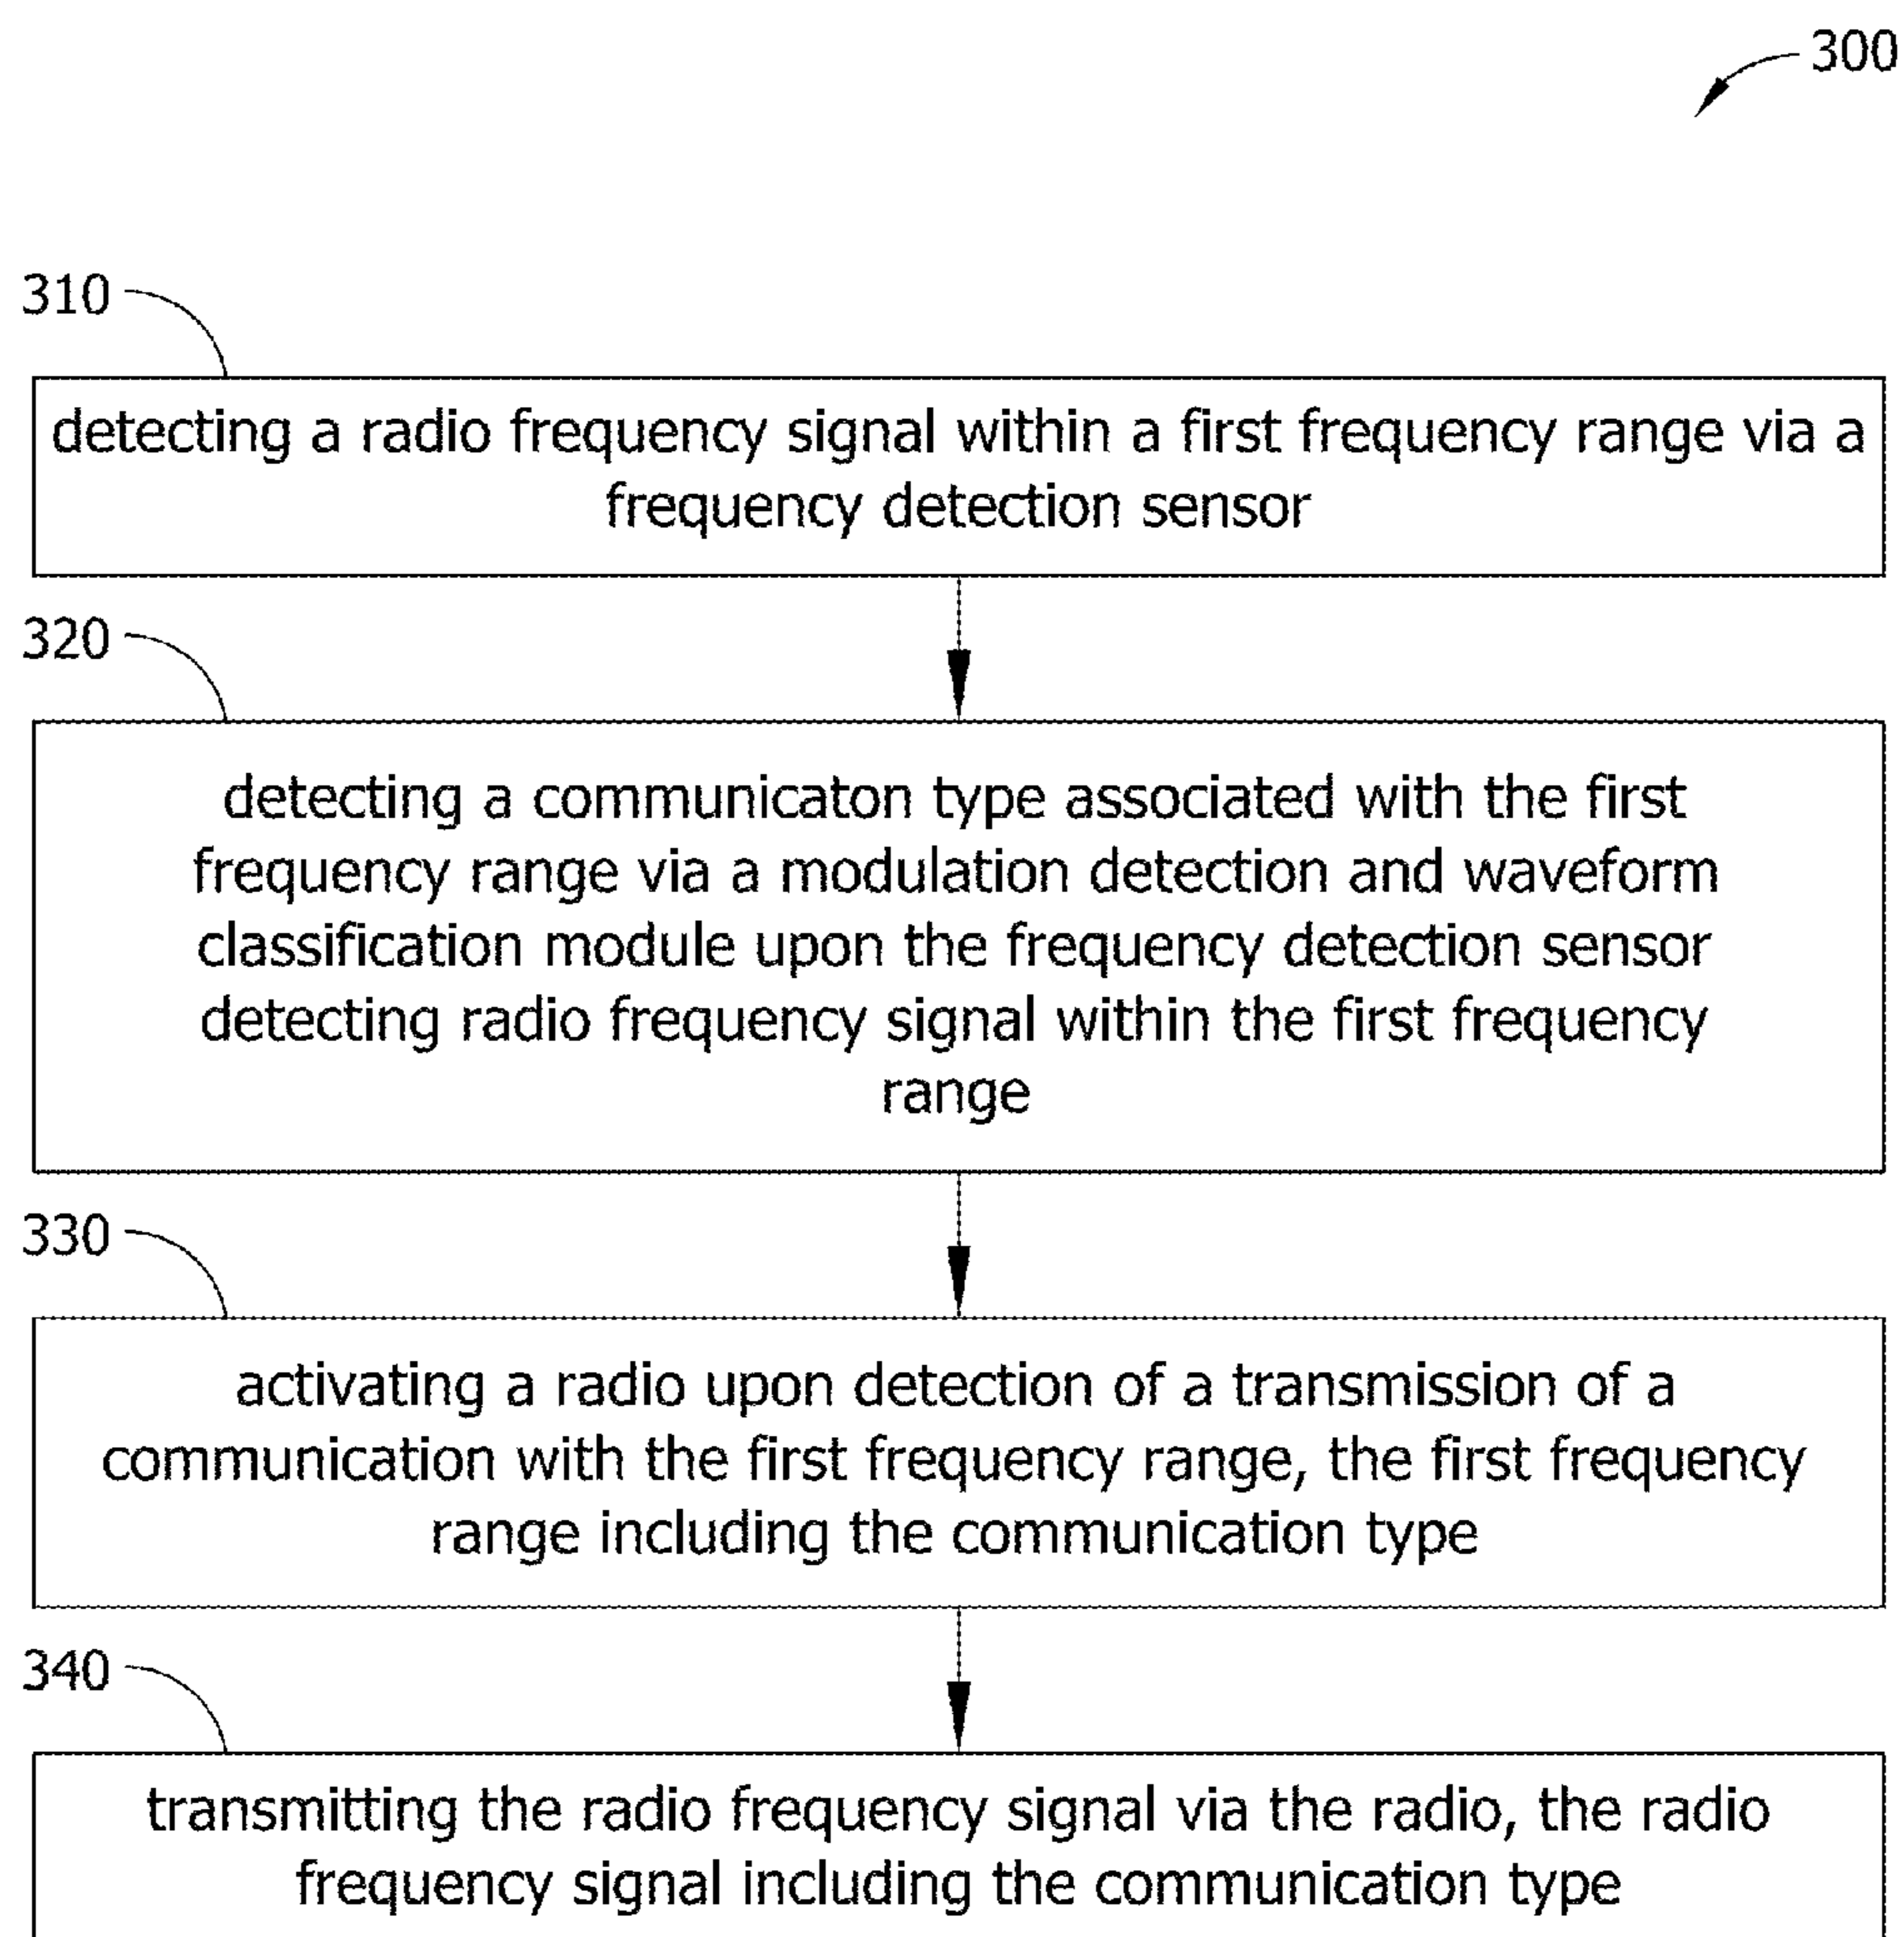 300
310
detecting a radio frequency signal within a first frequency range via a
frequency detection sensor
320
detecting a communicaton type associated with the first
frequency range via a modulation detection and waveform
classification module upon the frequency detection sensor
detecting radio frequency signal within the first frequency
range
330
activating a radio upon detection of a transmission of a
communication with the first frequency range, the first frequency
range including the communication type
340
transmitting the radio frequency signal via the radio, the radio
frequency signal including the communication type